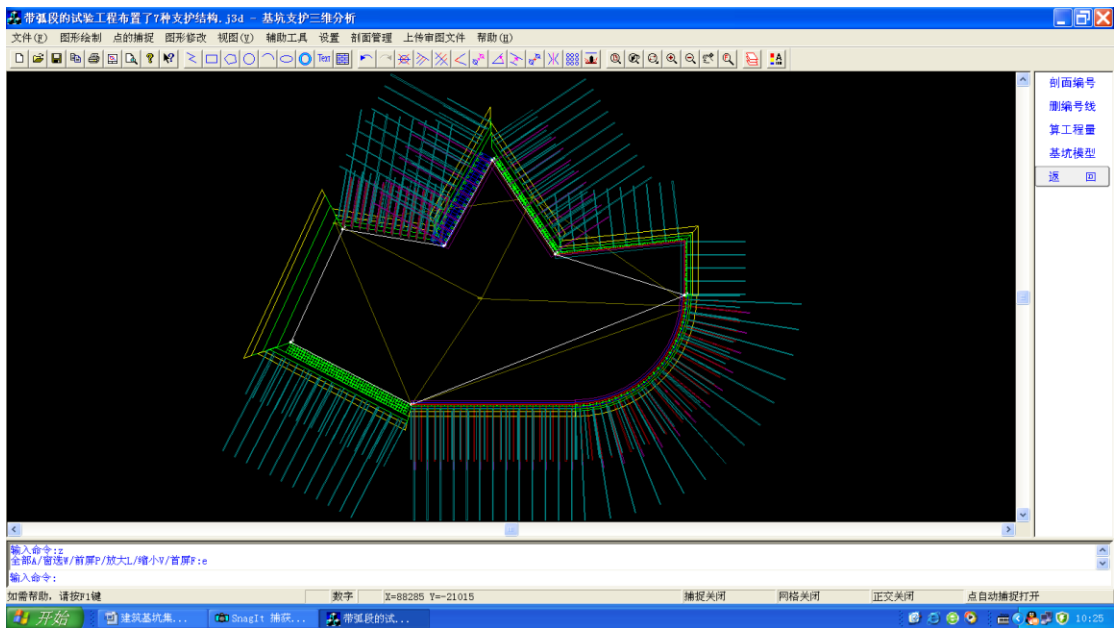 带弧段的试验工程布置了7种支护结构.j3d - 基坑支护三维分析
文件(F) 图形绘制 点的捕捉 图形修改 视图(V) 辅助工具 设置 剖面管理 上传审图文件 帮助(H)
Text
剖面编号
删编号线
算工程量
基坑模型
返 回
输入命令:z
全部A/窗选W/前屏P/放大L/缩小V/首屏F:e
输入命令:
如需帮助,请按F1键 数字 X=88285 Y=-21015 捕捉关闭 网格关闭 正交关闭 点自动捕捉打开
开始 建筑基坑集... SnagIt 捕获... 带弧段的试... 10:25